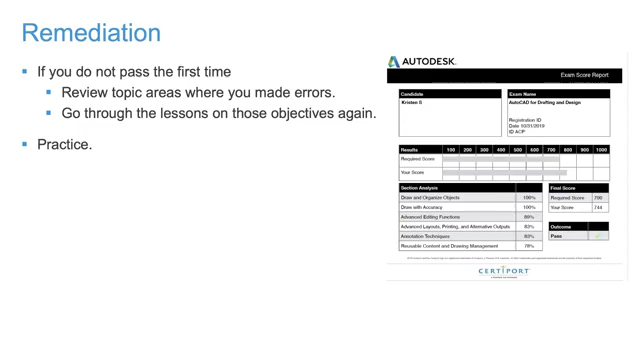 Remediation
If you do not pass the first time
Review topic areas where you made errors.
Go through the lessons on those objectives again.
Practice.
AUTODESK.
Exam Score Report
Candidate
Kristen S
Exam Name
AutoCAD for Drafting and Design
Registration ID
Date 10/31/2019
ID ACP
Results 100 200 300 400 500 600 700 800 900 1000
Required Score
Your Score
Section Analysis
Draw and Organize Objects 100%
Draw with Accuracy 100%
Advanced Editing Functions
Advanced Layouts, Printing, and Alternative Outputs 83%
Annotation Techniques
Reusable Content and Drawing Management 78%
Final Score
Required Score 700
Your Score 744
Outcome
Pass
CERTIPORT